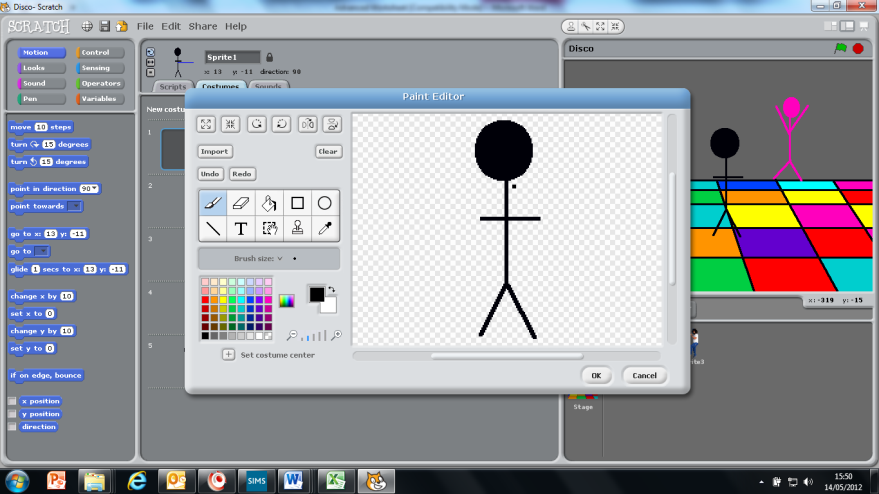 Disco- Scratch
SCRATCH File Edit Share Help
Motion Control
Looks Sensing
Sound Operators
Pen Variables
move 10 steps
turn 15 degrees
turn 15 degrees
point in direction 90
point towards
go to x: 13 y: -11
go to
glide 1 secs to x: 13 y: -11
change x by 10
set x to 0
change y by 10
set y to 0
if on edge, bounce
x position
y position
direction
Sprite1
x: 13 y: -11 direction: 90
Scripts Costumes Sounds
New costu
1
2
3
4
5
Paint Editor
Import Clear
Undo Redo
T
Brush size:
Set costume center
OK Cancel
Disco
x: -319 y: -15
rite3
Stage
SIMS
15:50
14/05/2012